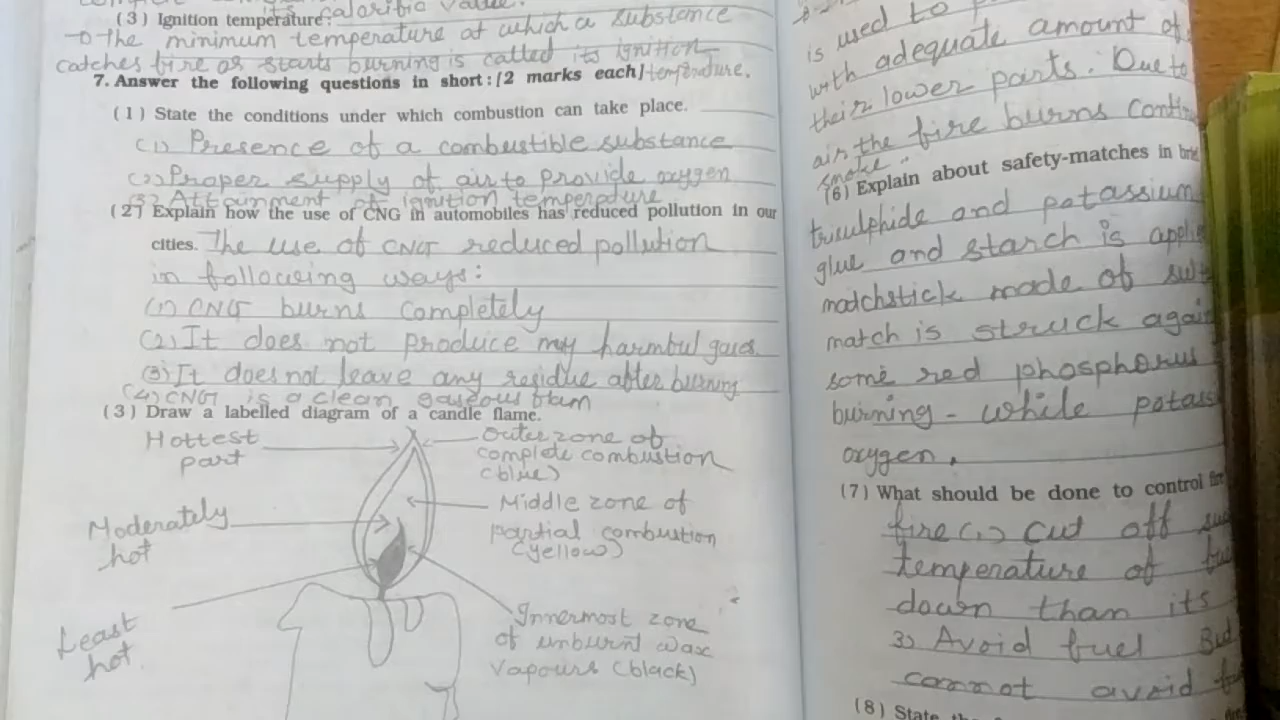 calorific value.
(3) Ignition temperature:
→ the minimum temperature at which a substance
catches fire or starts burning is called its ignition
7. Answer the following questions in short: [2 marks each] temperature.
(1) State the conditions under which combustion can take place.
(1) Presence of a combustible substance
(2) Proper supply of air to provide oxygen
(3) Attainment of ignition temperature
(2) Explain how the use of CNG in automobiles has reduced pollution in our
cities. The use of CNG reduced pollution
in following ways:
(1) CNG burns completely
(2) It does not produce any harmbul gases.
(3) It does not leave any residue after burning
(4) CNG is a clean gaseous
(3) Draw a labelled diagram of a candle flame.
Hottest
part
Outer zone of
complete combustion
(blue)
Moderately
hot
Middle zone of
partial combustion
(yellow)
Least
hot.
Innermost zone
of unburnt wax
vapours (black)
is used to
with adequate amount of
their lower parts. Due to
air the fire burns
smoke
(6) Explain about safety-matches in
and potassium
glue and starch is
matchstick made of
match is struck
some red phosphorus
burning - while
oxygen.
(7) What should be done to control
fire (1) Cut off
temperature of
down than its
3) Avoid fuel
cannot avoid
(8) State